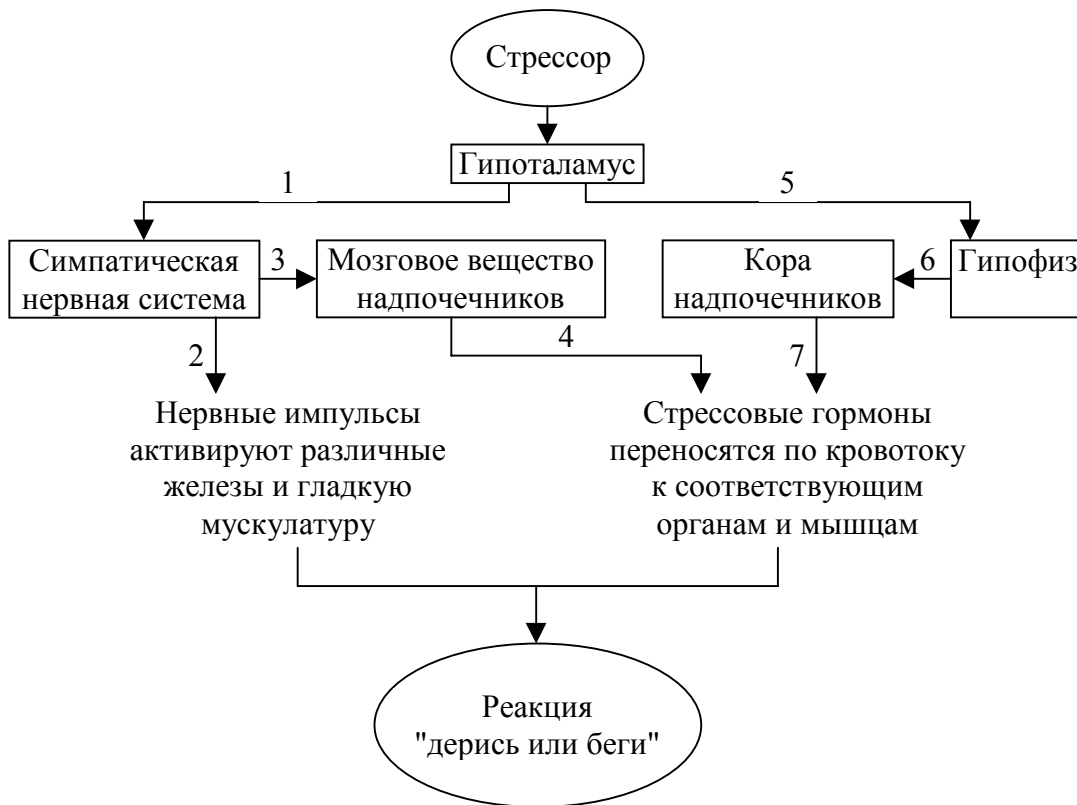 Стрессор
Гипоталамус
1
5
Симпатическая
нервная система
3
Мозговое вещество
надпочечников
Кора
надпочечников
6
Гипофиз
2
4
7
Нервные импульсы
активируют различные
железы и гладкую
мускулатуру
Стрессовые гормоны
переносятся по кровотоку
к соответствующим
органам и мышцам
Реакция
"дерись или беги"